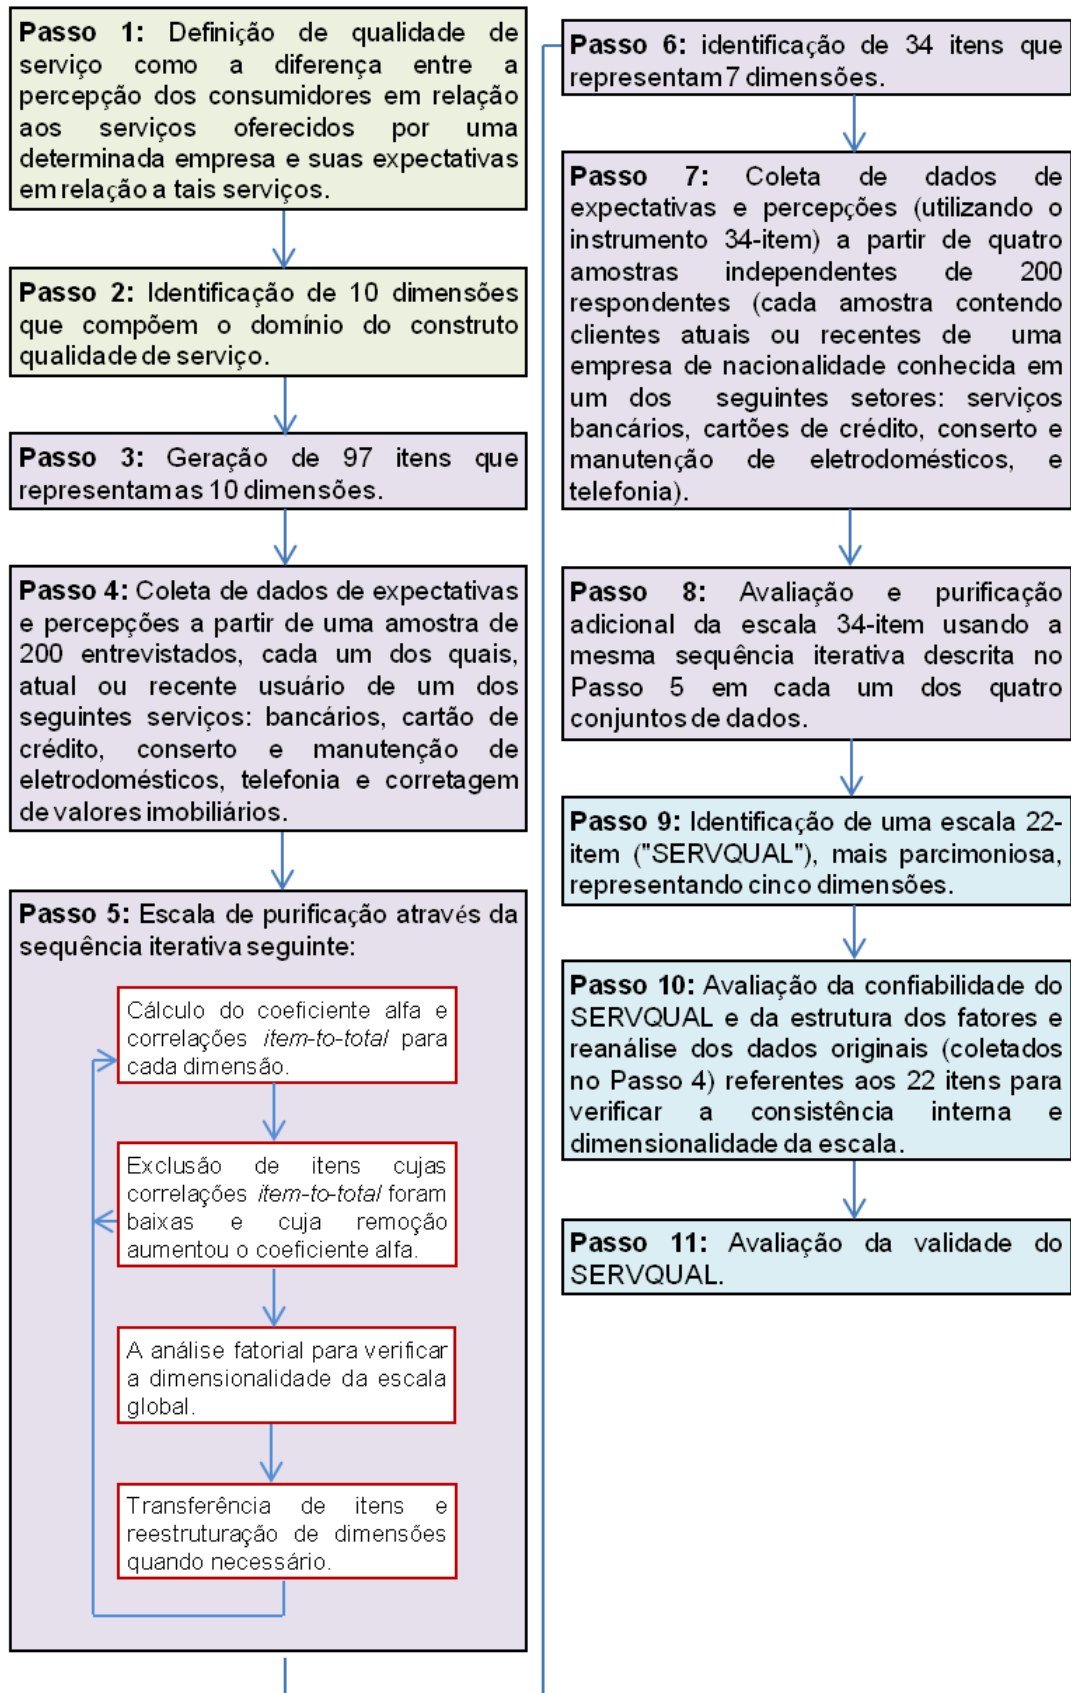 Passo 1: Definição de qualidade de
serviço como a diferença entre a
percepção dos consumidores em relação
aos serviços oferecidos por uma
determinada empresa e suas expectativas
em relação a tais serviços.
Passo 2: Identificação de 10 dimensões
que compõem o domínio do construto
qualidade de serviço.
Passo 3: Geração de 97 itens que
representam as 10 dimensões.
Passo 4: Coleta de dados de expectativas
e percepções a partir de uma amostra de
200 entrevistados, cada um dos quais,
atual ou recente usuário de um dos
seguintes serviços: bancários, cartão de
crédito, conserto e manutenção de
eletrodomésticos, telefonia e corretagem
de valores imobiliários.
Passo 5: Escala de purificação através da
sequência iterativa seguinte:
Cálculo do coeficiente alfa e
correlações item-to-total para
cada dimensão.
Exclusão de itens cujas
correlações item-to-total foram
baixas e cuja remoção
aumentou o coeficiente alfa.
A análise fatorial para verificar
a dimensionalidade da escala
global.
Transferência de itens e
reestruturação de dimensões
quando necessário.
Passo 6: identificação de 34 itens que
representam 7 dimensões.
Passo 7: Coleta de dados de
expectativas e percepções (utilizando o
instrumento 34-item) a partir de quatro
amostras independentes de 200
respondentes (cada amostra contendo
clientes atuais ou recentes de uma
empresa de nacionalidade conhecida em
um dos seguintes setores: serviços
bancários, cartões de crédito, conserto e
manutenção de eletrodomésticos, e
telefonia).
Passo 8: Avaliação e purificação
adicional da escala 34-item usando a
mesma sequência iterativa descrita no
Passo 5 em cada um dos quatro
conjuntos de dados.
Passo 9: Identificação de uma escala 22-
item ("SERVQUAL"), mais parcimoniosa,
representando cinco dimensões.
Passo 10: Avaliação da confiabilidade do
SERVQUAL e da estrutura dos fatores e
reanálise dos dados originais (coletados
no Passo 4) referentes aos 22 itens para
verificar a consistência interna e
dimensionalidade da escala.
Passo 11: Avaliação da validade do
SERVQUAL.